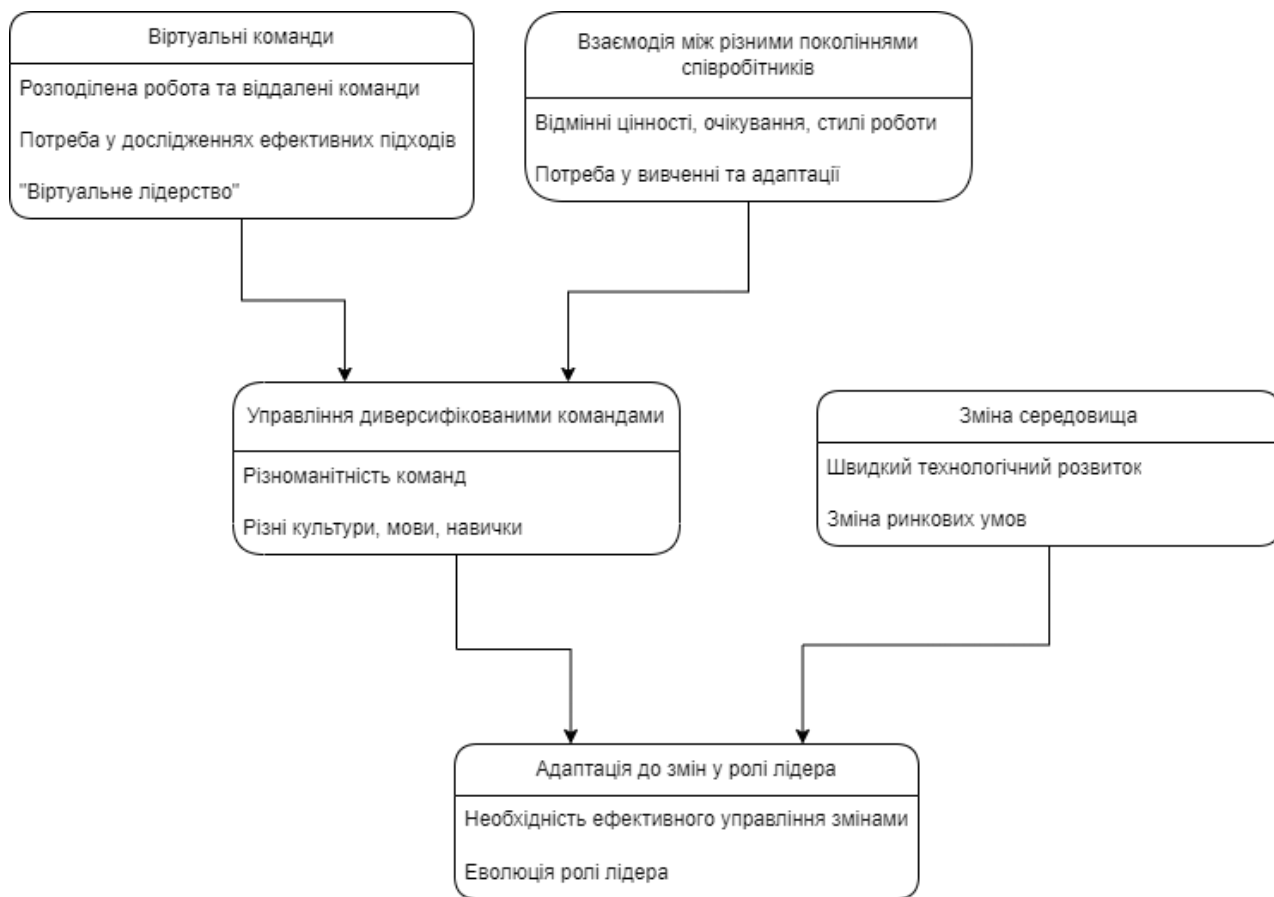 Віртуальні команди
Розподілена робота та віддалені команди
Потреба у дослідженнях ефективних підходів
"Віртуальне лідерство"
Взаємодія між різними поколіннями
співробітників
Відмінні цінності, очікування, стилі роботи
Потреба у вивченні та адаптації
Управління диверсифікованими командами
Різноманітність команд
Різні культури, мови, навички
Зміна середовища
Швидкий технологічний розвиток
Зміна ринкових умов
Адаптація до змін у ролі лідера
Необхідність ефективного управління змінами
Еволюція ролі лідера